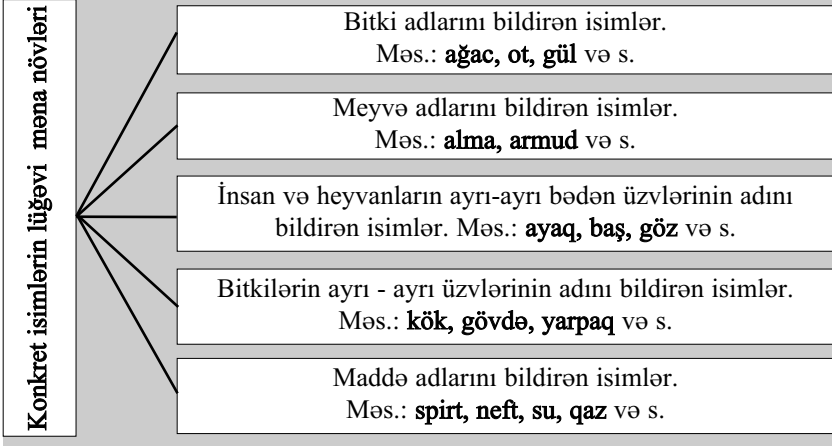 Konkret isimlərin lüğəvi məna növləri
Bitki adlarını bildirən isimlər.
Məs.: ağac, ot, gül və s.
Meyvə adlarını bildirən isimlər.
Məs.: alma, armud və s.
İnsan və heyvanların ayrı-ayrı bədən üzvlərinin adını
bildirən isimlər. Məs.: ayaq, baş, göz və s.
Bitkilərin ayrı - ayrı üzvlərinin adını bildirən isimlər.
Məs.: kök, gövdə, yarpaq və s.
Maddə adlarını bildirən isimlər.
Məs.: spirt, neft, su, qaz və s.